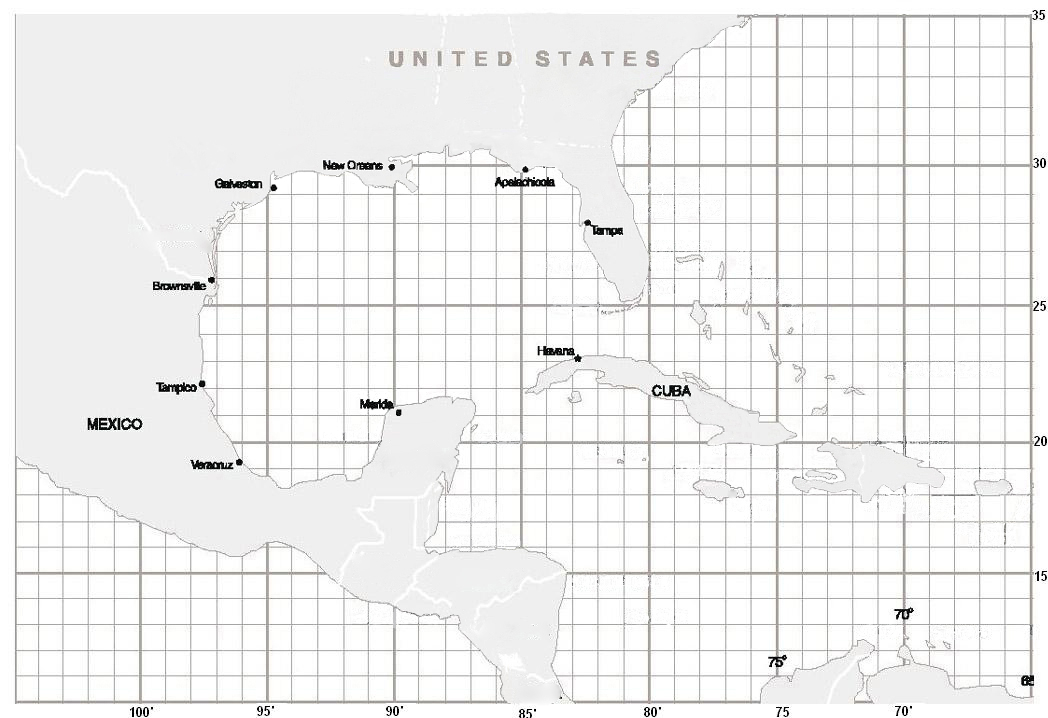 35
UNITED STATES
30
New Orleans
Galveston
Apalachicola
Tampa
Brownsville
25
Havana
Tampico
CUBA
Merida
MEXICO
20
Veracruz
15
70°
75°
65
100'
95'
90'
85'
80'
75
70'